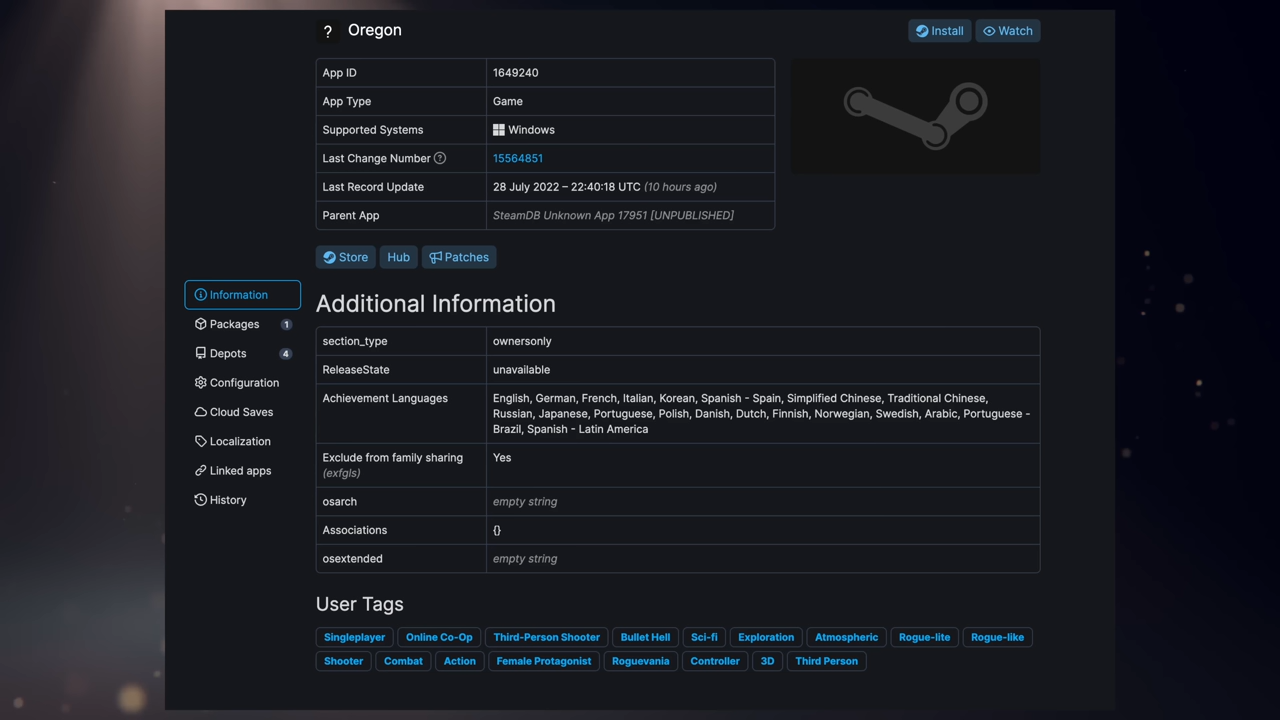 ? Oregon
Install
Watch
App ID 1649240
App Type Game
Supported Systems Windows
Last Change Number ? 15564851
Last Record Update 28 July 2022 – 22:40:18 UTC (10 hours ago)
Parent App SteamDB Unknown App 17951 [UNPUBLISHED]
Store Hub Patches
Information
Packages 1
Depots 4
Configuration
Cloud Saves
Localization
Linked apps
History
Additional Information
section_type ownersonly
ReleaseState unavailable
Achievement Languages English, German, French, Italian, Korean, Spanish - Spain, Simplified Chinese, Traditional Chinese,
Russian, Japanese, Portuguese, Polish, Danish, Dutch, Finnish, Norwegian, Swedish, Arabic, Portuguese -
Brazil, Spanish - Latin America
Exclude from family sharing Yes
(exfgls)
osarch empty string
Associations {}
osextended empty string
User Tags
Singleplayer Online Co-Op Third-Person Shooter Bullet Hell Sci-fi Exploration Atmospheric Rogue-lite Rogue-like
Shooter Combat Action Female Protagonist Roguevania Controller 3D Third Person